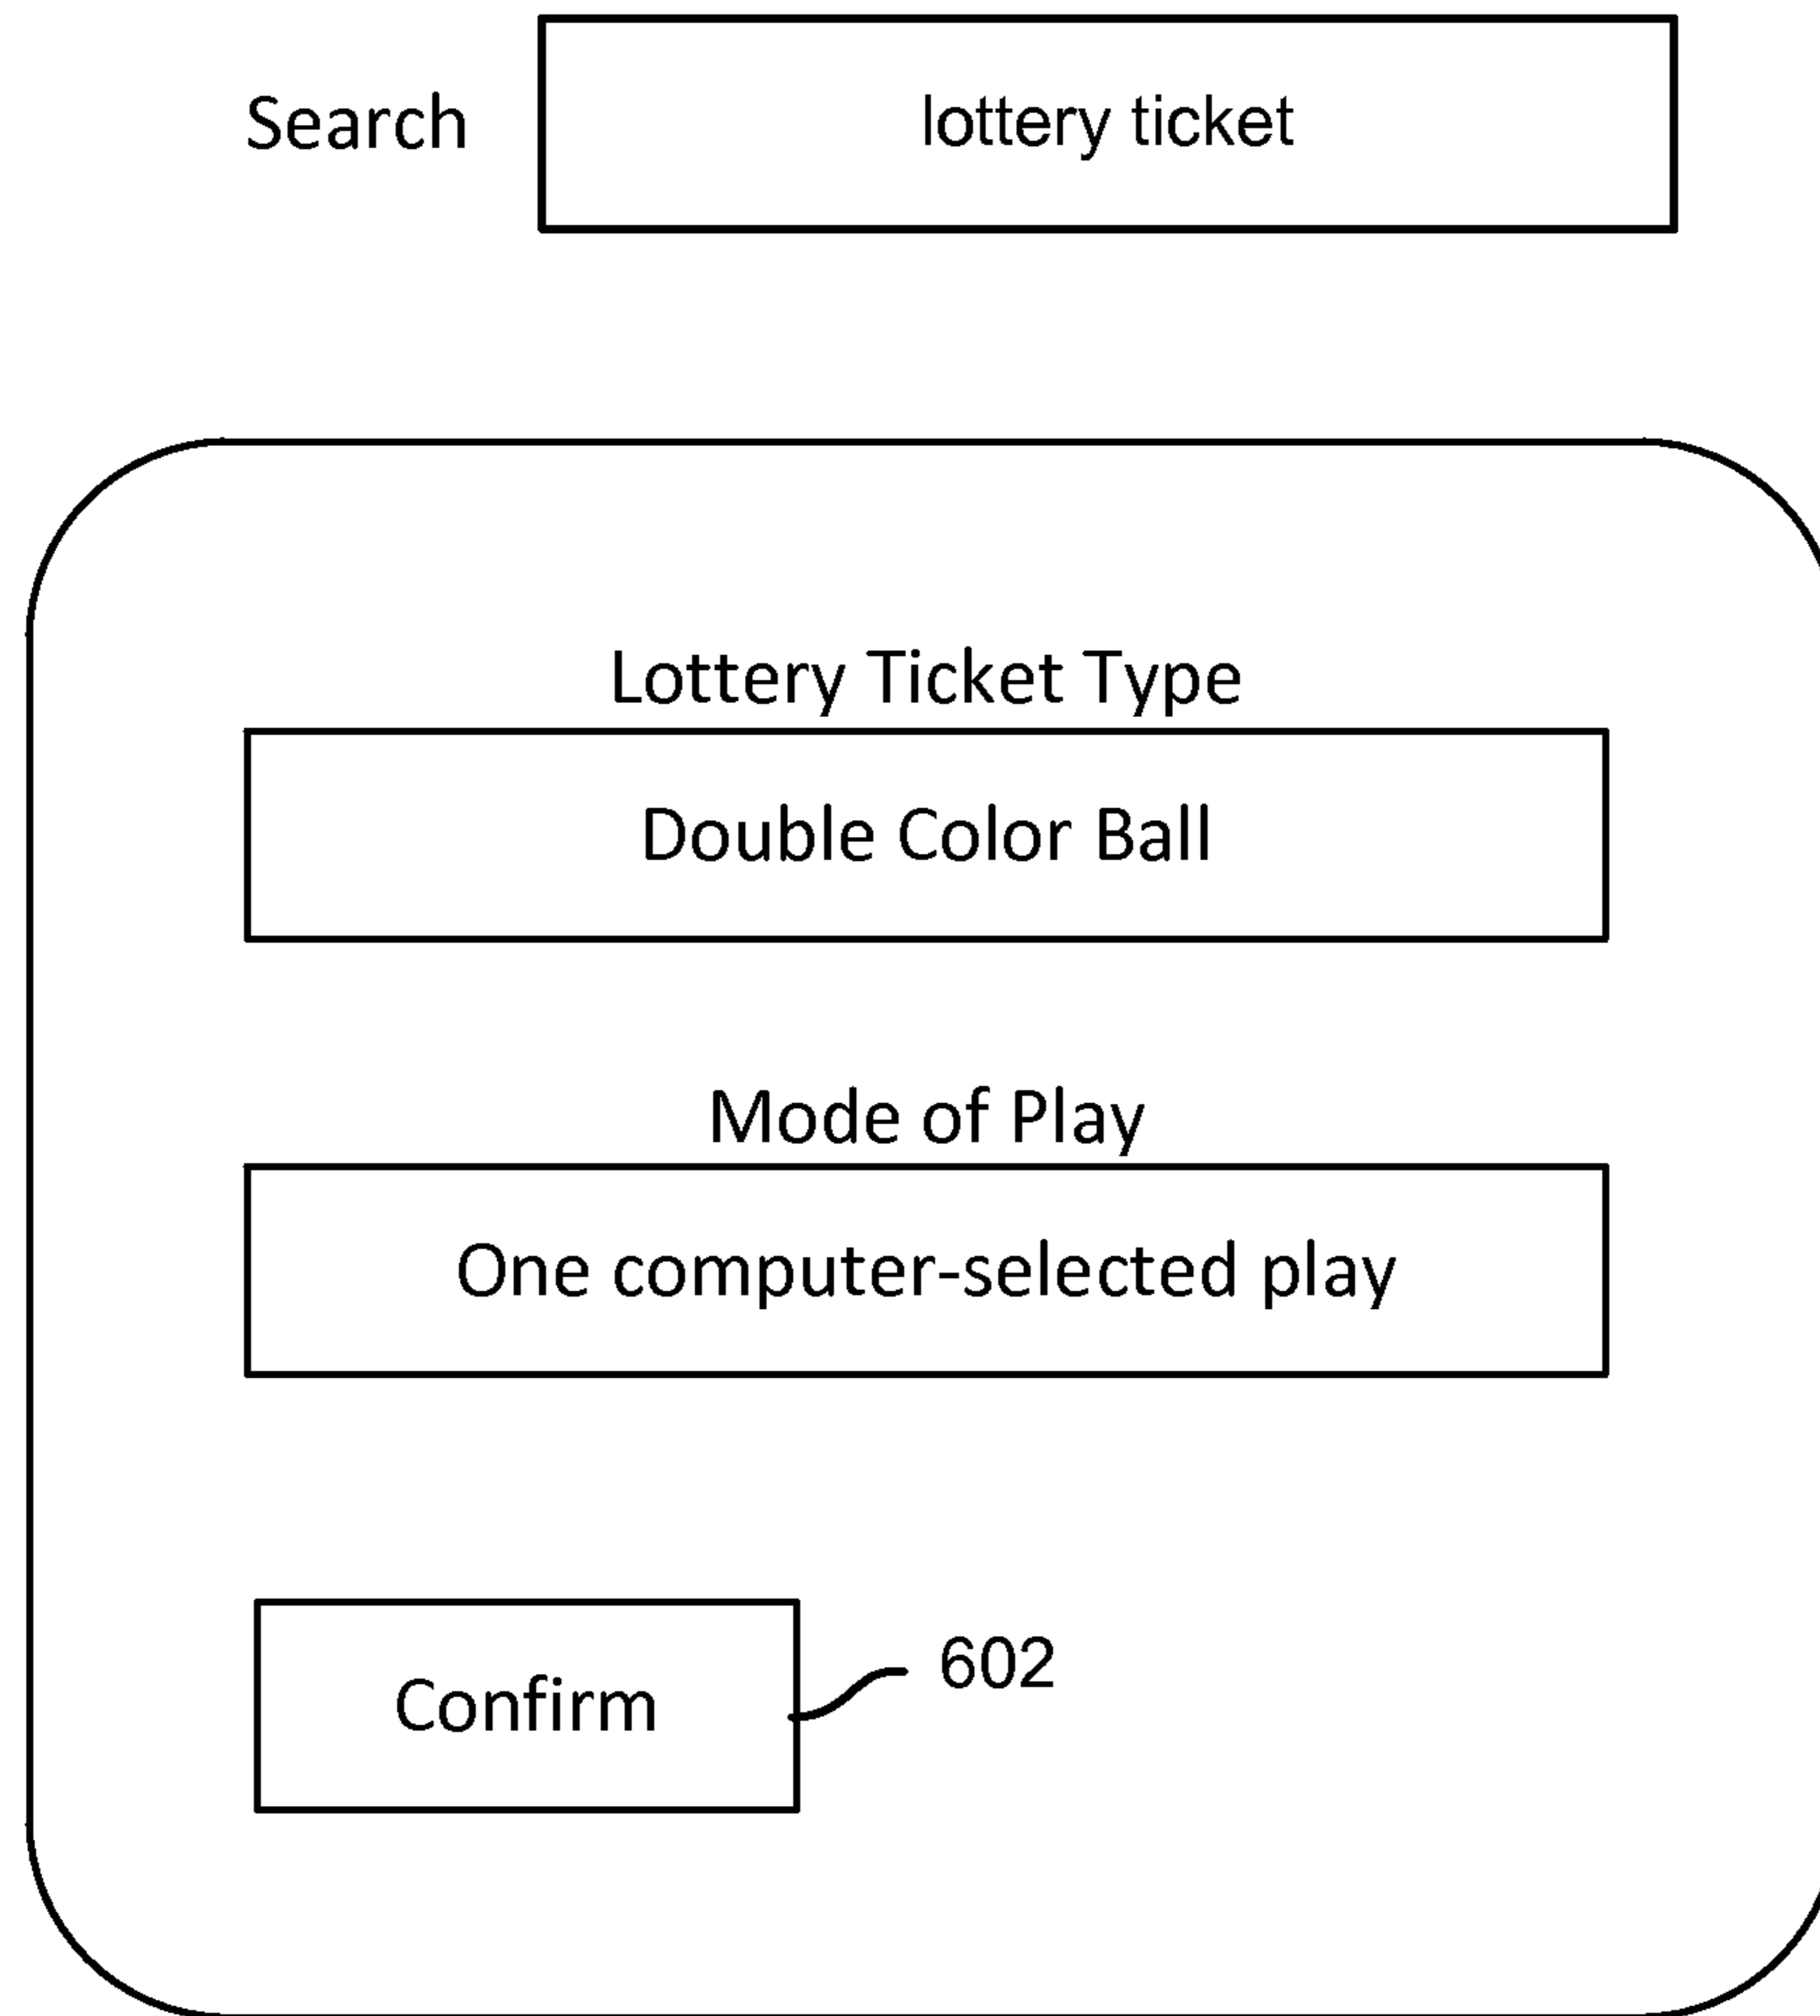 Search lottery ticket
Lottery Ticket Type
Double Color Ball
Mode of Play
One computer-selected play
Confirm 602